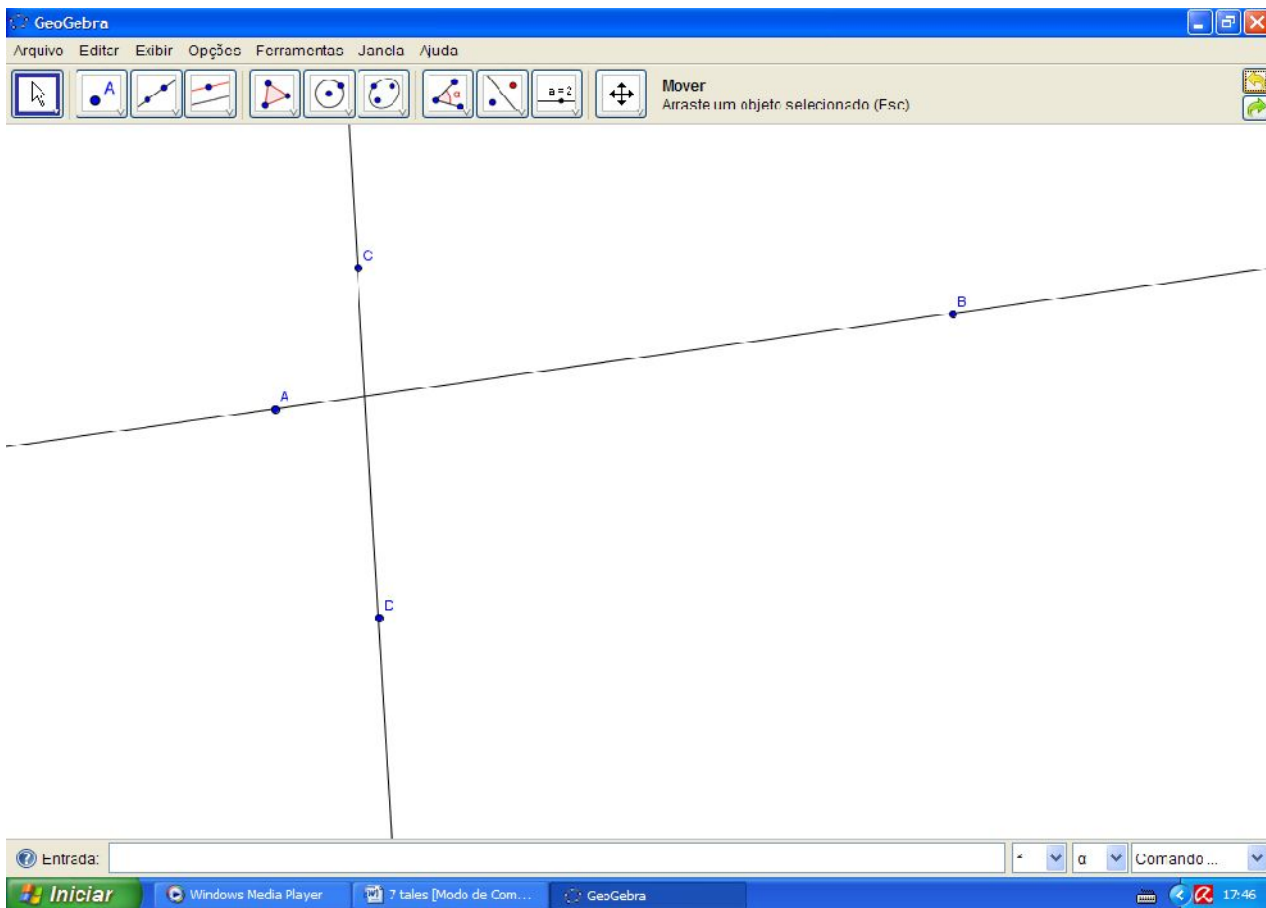 GeoGebra
Arquivo Editar Exibir Opções Ferramentas Janela Ajuda
A
a=2
Mover
Arraste um objeto selecionado (Esc)
C
B
A
D
Entrada:
α
Comando ...
Iniciar
Windows Media Player
7 tales [Modo de Com...
GeoGebra
17:46